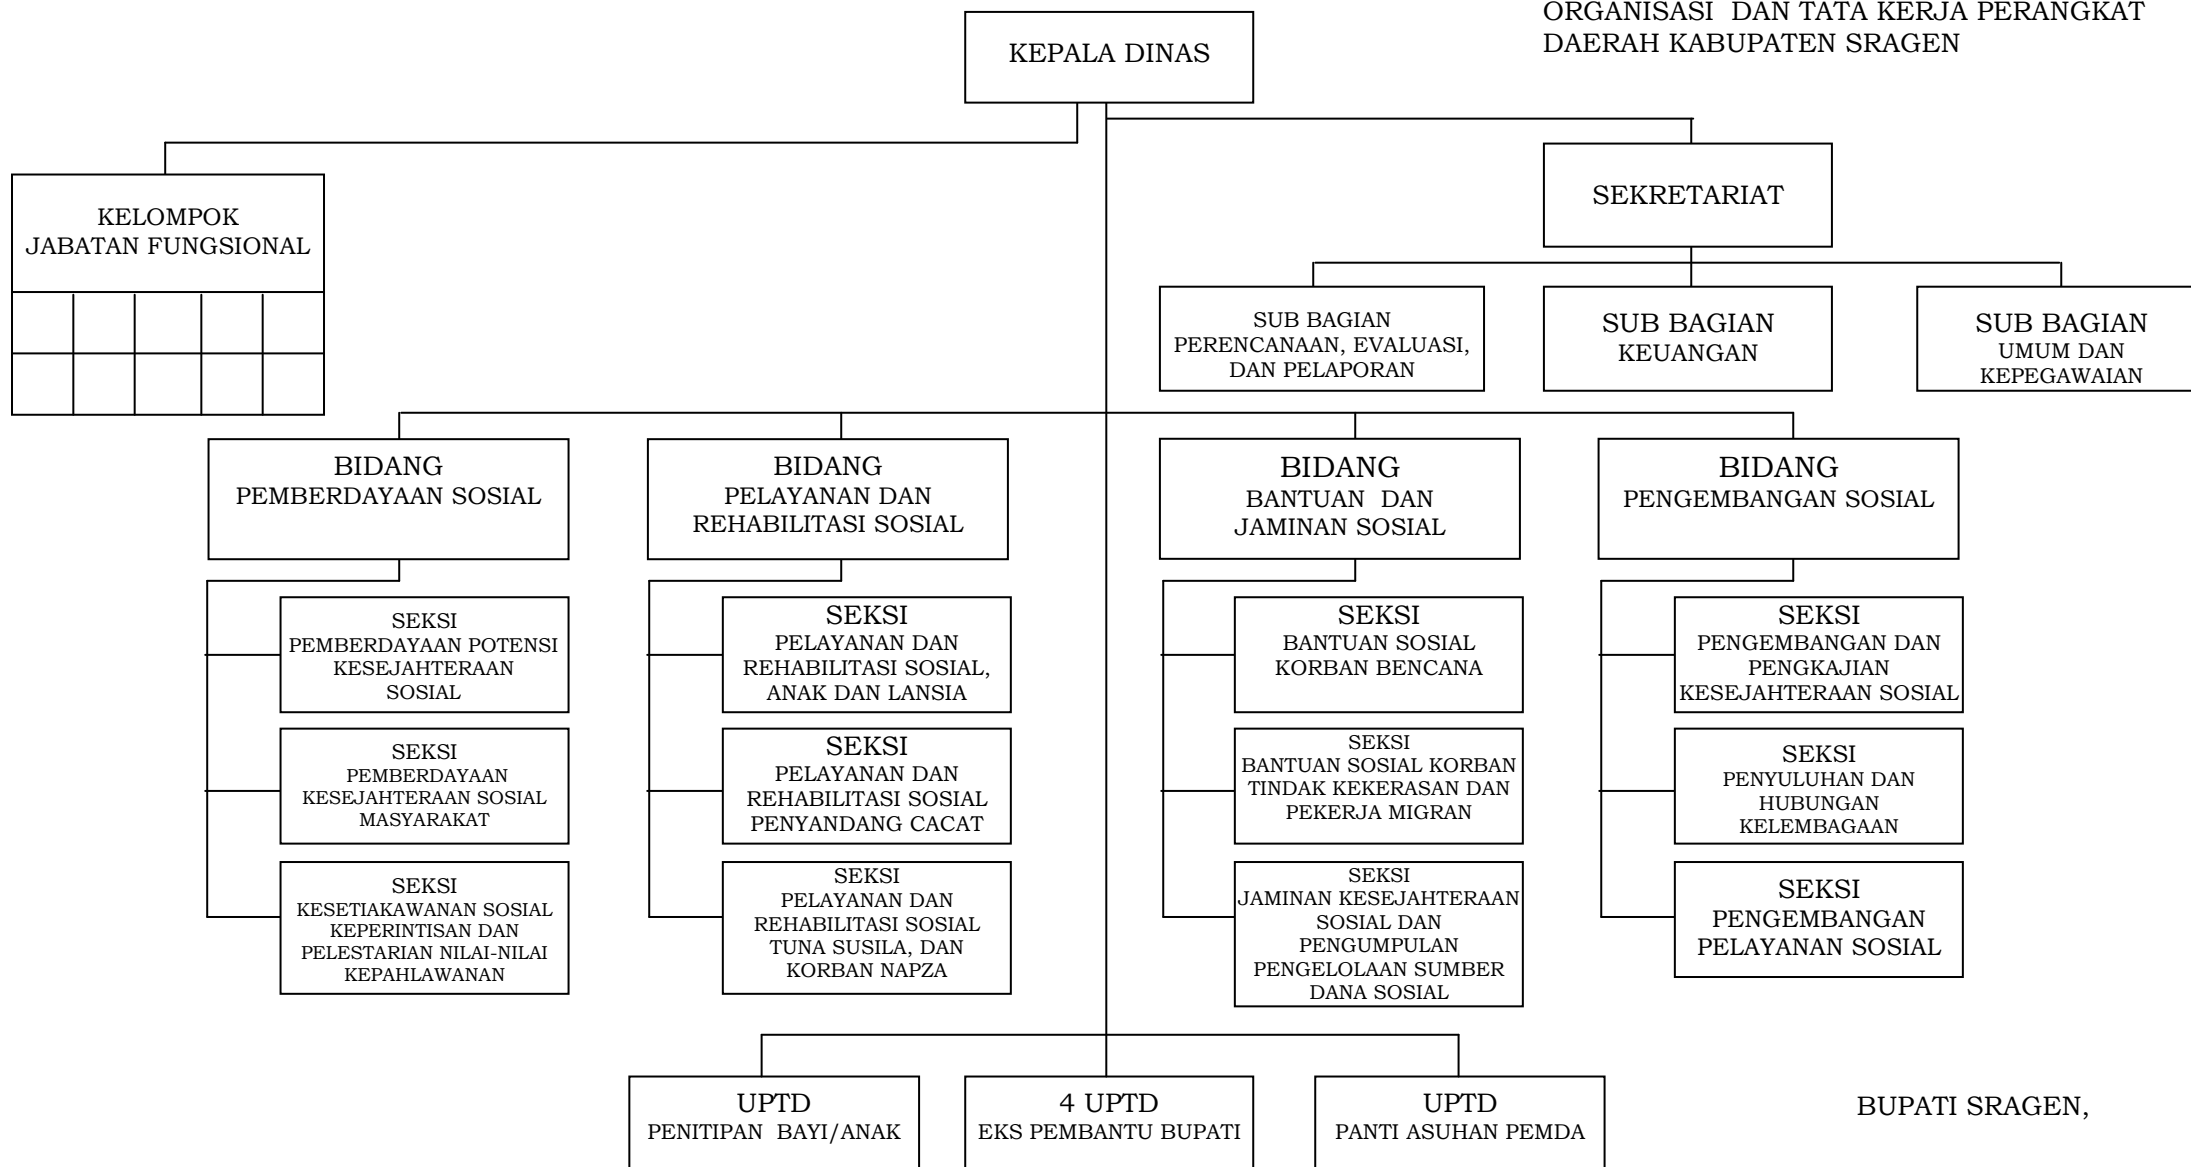 ORGANISASI DAN TATA KERJA PERANGKAT
DAERAH KABUPATEN SRAGEN
KEPALA DINAS
KELOMPOK
JABATAN FUNGSIONAL
SEKRETARIAT
SUB BAGIAN
PERENCANAAN, EVALUASI,
DAN PELAPORAN
SUB BAGIAN
KEUANGAN
SUB BAGIAN
UMUM DAN
KEPEGAWAIAN
BIDANG
PEMBERDAYAAN SOSIAL
BIDANG
PELAYANAN DAN
REHABILITASI SOSIAL
BIDANG
BANTUAN DAN
JAMINAN SOSIAL
BIDANG
PENGEMBANGAN SOSIAL
SEKSI
PEMBERDAYAAN POTENSI
KESEJAHTERAAN
SOSIAL
SEKSI
PELAYANAN DAN
REHABILITASI SOSIAL,
ANAK DAN LANSIA
SEKSI
BANTUAN SOSIAL
KORBAN BENCANA
SEKSI
PENGEMBANGAN DAN
PENGKAJIAN
KESEJAHTERAAN SOSIAL
SEKSI
PEMBERDAYAAN
KESEJAHTERAAN SOSIAL
MASYARAKAT
SEKSI
PELAYANAN DAN
REHABILITASI SOSIAL
PENYANDANG CACAT
SEKSI
BANTUAN SOSIAL KORBAN
TINDAK KEKERASAN DAN
PEKERJA MIGRAN
SEKSI
PENYULUHAN DAN
HUBUNGAN
KELEMBAGAAN
SEKSI
KESETIAKAWANAN SOSIAL
KEPERINTISAN DAN
PELESTARIAN NILAI-NILAI
KEPAHLAWANAN
SEKSI
PELAYANAN DAN
REHABILITASI SOSIAL
TUNA SUSILA, DAN
KORBAN NAPZA
SEKSI
JAMINAN KESEJAHTERAAN
SOSIAL DAN
PENGUMPULAN
PENGELOLAAN SUMBER
DANA SOSIAL
SEKSI
PENGEMBANGAN
PELAYANAN SOSIAL
UPTD
PENITIPAN BAYI/ANAK
4 UPTD
EKS PEMBANTU BUPATI
UPTD
PANTI ASUHAN PEMDA
BUPATI SRAGEN,